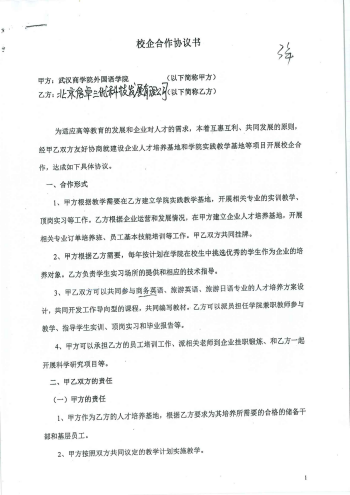 校企合作协议书
3年
甲方：武汉商学院外国语学院（以下简称甲方）
乙方：北京 科技发展有限公司（以下简称乙方）
为适应高等教育的发展和企业对人才的需求，本着互惠互利、共同发展的原则，
经甲乙双方友好协商就建设企业人才培养基地和学院实践教学基地等项目开展校企合
作，达成如下具体协议。
一、合作形式
1、甲方根据教学需要在乙方建立学院实践教学基地，开展相关专业的实训教学、
顶岗实习等工作。乙方根据企业运营和发展情况，在甲方建立企业人才培养基地，开展
相关专业订单培养班、员工基本技能培训等工作。甲乙双方共同挂牌。
2、甲方根据乙方需要，每年按计划在学院在校生中挑选优秀的学生作为企业的培
养对象。乙方负责学生实习场所的提供和相应的技术指导。
3、甲乙双方可以共同参与商务英语、旅游英语、旅游日语专业的人才培养方案设
计，共同开发工作导向型的课程，共同编写教材。乙方可以派员担任学院兼职教师参与
教学、指导学生实训，顶岗实习和毕业报告等。
4、甲方可以承担乙方的员工培训工作，派相关老师到企业挂职锻炼、和乙方一起
开展科学研究项目等。
二、甲乙双方的责任
（一）甲方的责任
1、甲方作为乙方的人才培养基地，根据乙方要求为其培养所需要的合格的储备干
部和基层员工。
2、甲方按照双方共同议定的教学计划实施教学。
1